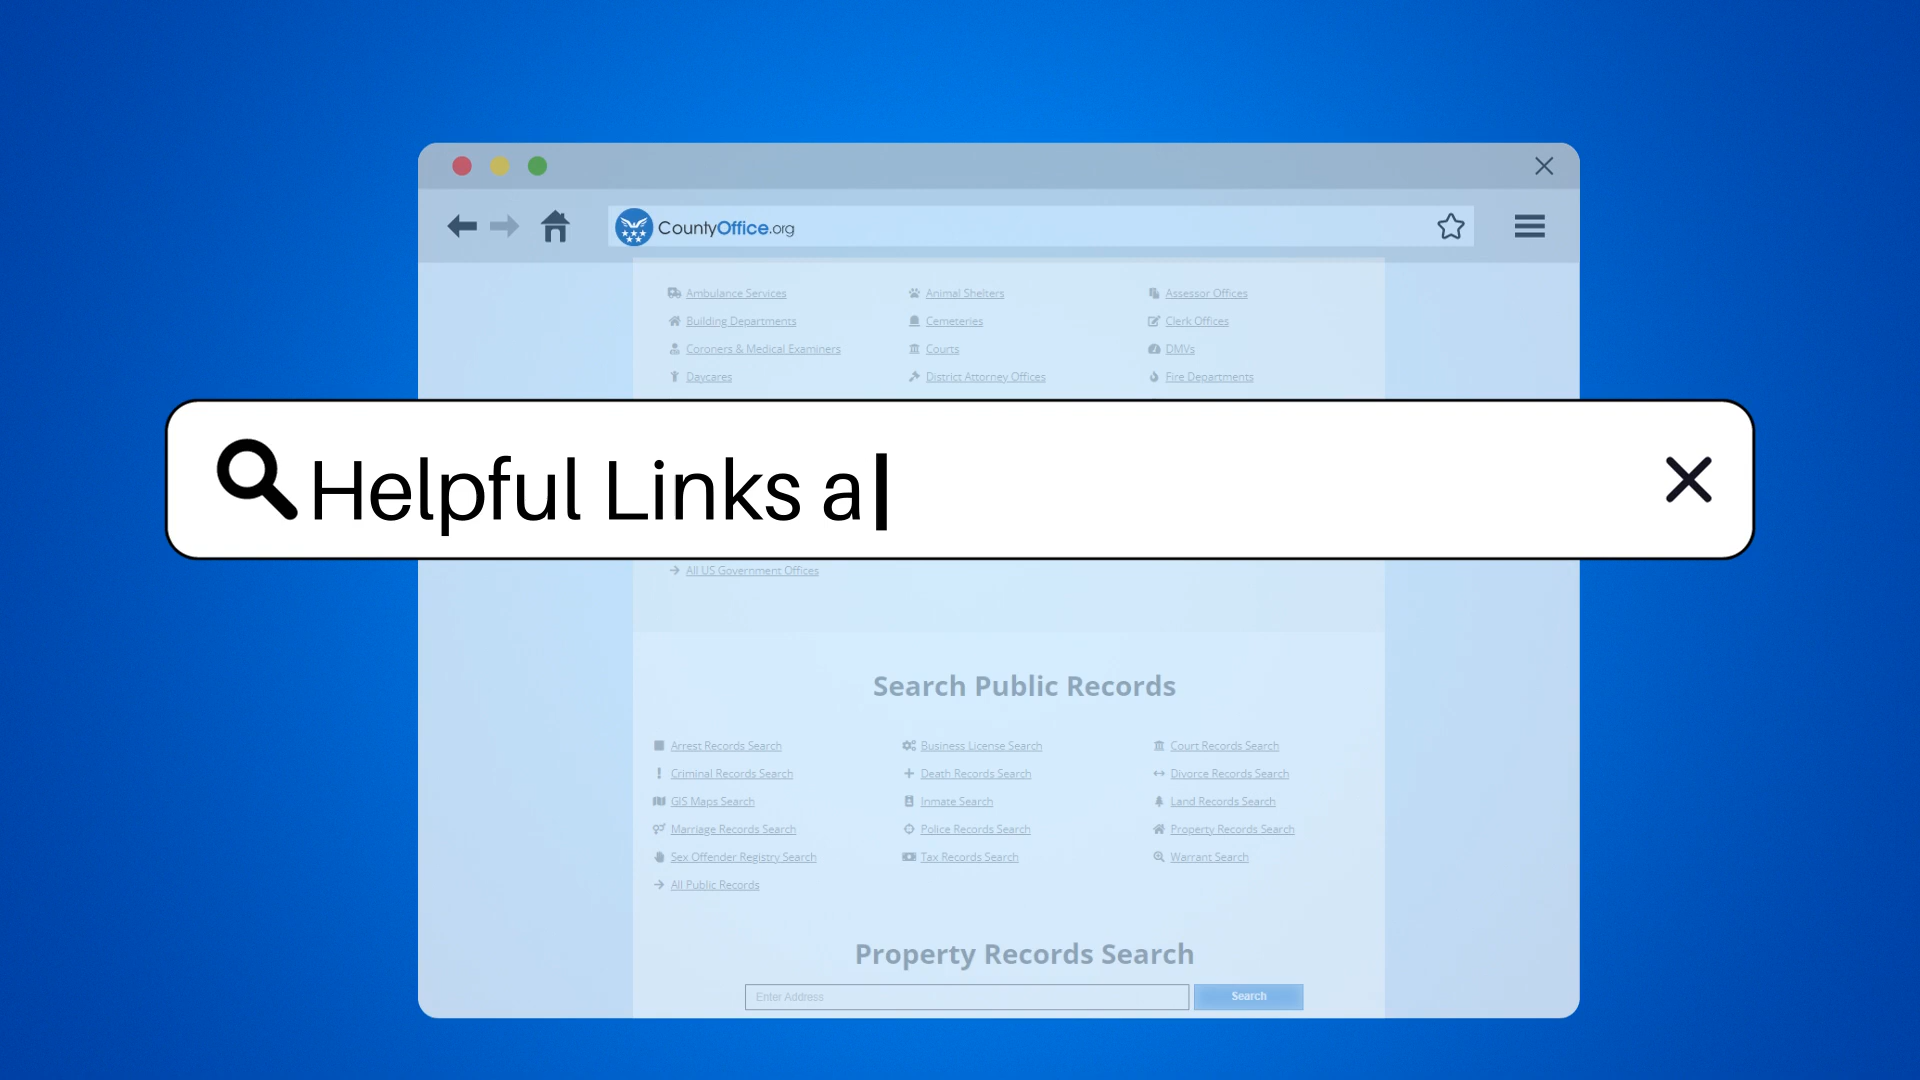 CountyOffice.org
Ambulance Services Animal Shelters Assessor Offices
Building Departments Cemeteries Clerk Offices
Coroners & Medical Examiners Courts DMVs
Daycares District Attorney Offices Fire Departments
Helpful Links a
All US Government Offices
Search Public Records
Arrest Records Search Business License Search Court Records Search
Criminal Records Search Death Records Search Divorce Records Search
GIS Maps Search Inmate Search Land Records Search
Marriage Records Search Police Records Search Property Records Search
Sex Offender Registry Search Tax Records Search Warrant Search
All Public Records
Property Records Search
Enter Address Search